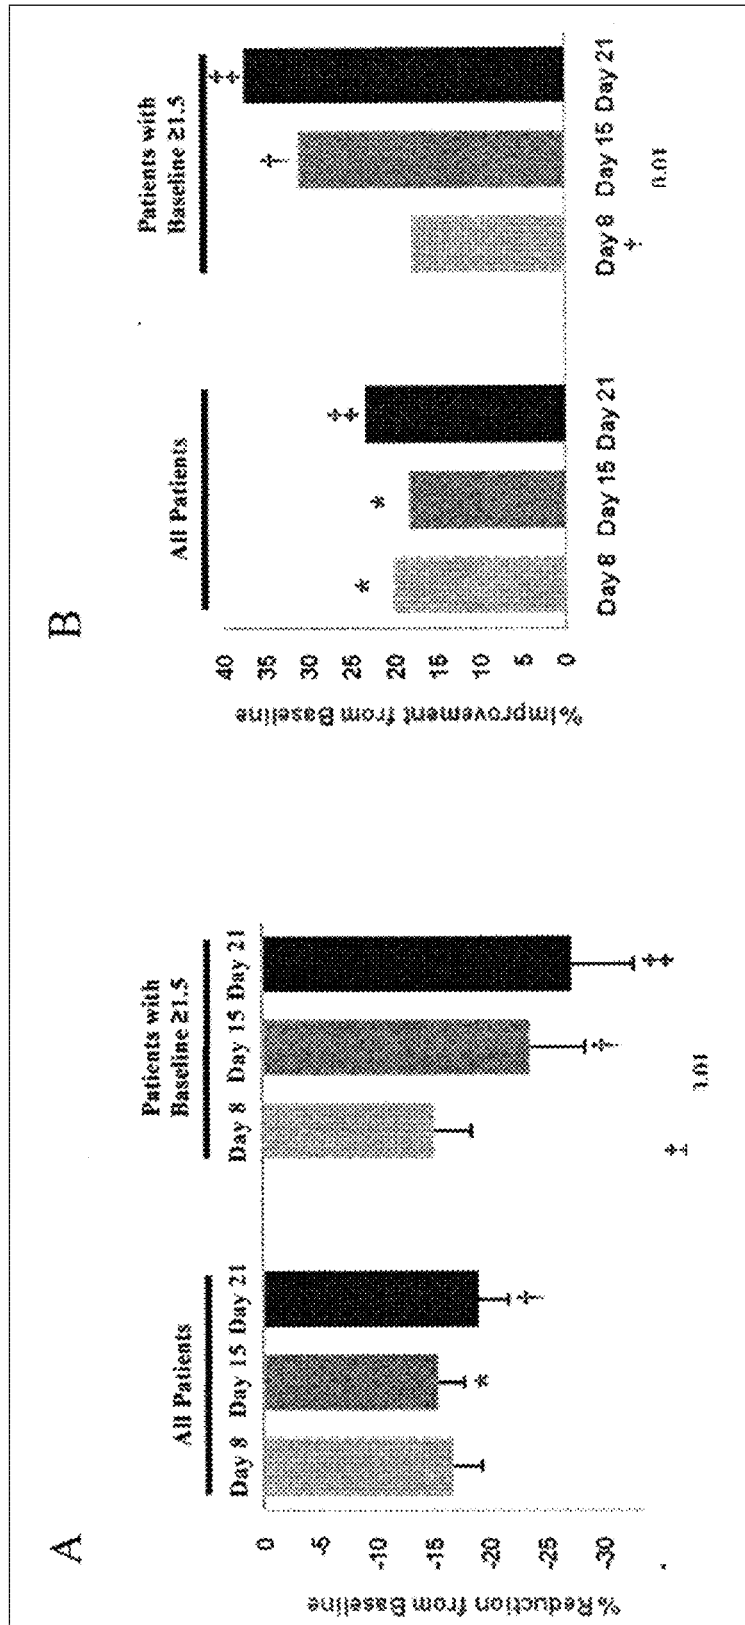 A
All Patients
Patients with
Baseline ≥1.5
Day 8 Day 15 Day 21
Day 8 Day 15 Day 21
0
-5
-10
-15
-20
-25
-30
% Reduction from Baseline
*
†
†
‡
‡
B
All Patients
Patients with
Baseline ≥1.5
40
35
30
25
20
15
10
5
0
% Improvement from Baseline
*
*
‡
†
‡
Day 8 Day 15 Day 21
Day 8 Day 15 Day 21